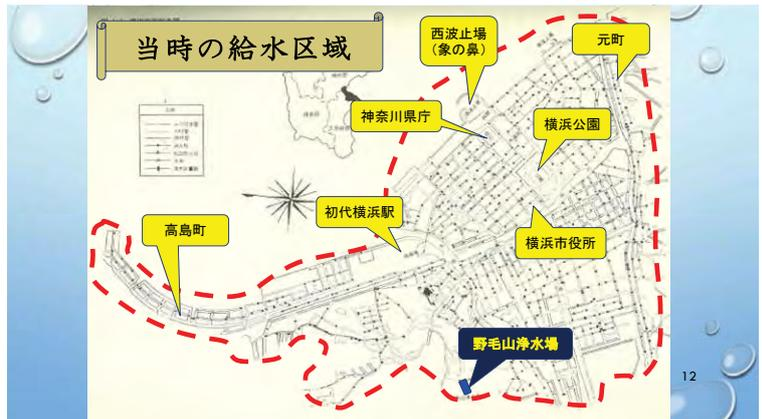 当時の給水区域
西波止場
(象の鼻)
元町
神奈川県庁
横浜公園
初代横浜駅
高島町
横浜市役所
野毛山浄水場
12